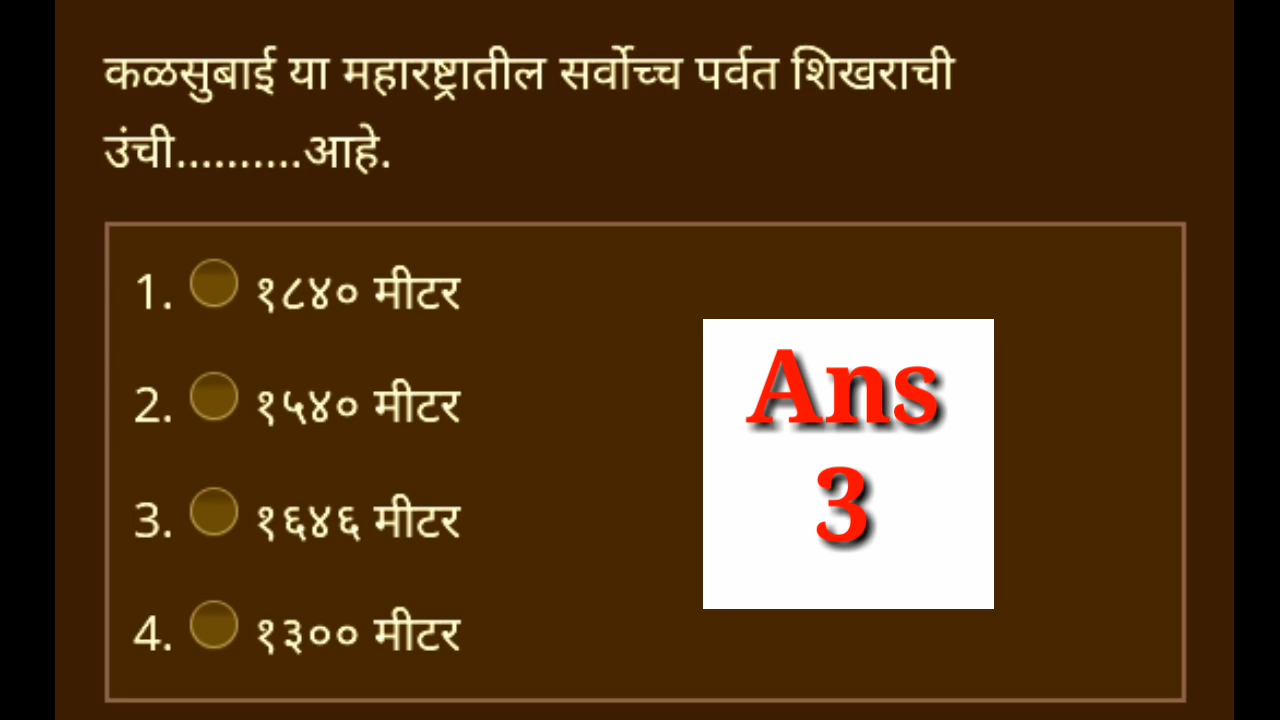 कळसुबाई या महारष्ट्रातील सर्वोच्च पर्वत शिखराची
उंची..........आहे.
1. १८४० मीटर
2. १५४० मीटर
3. १६४६ मीटर
4. १३०० मीटर
Ans
3